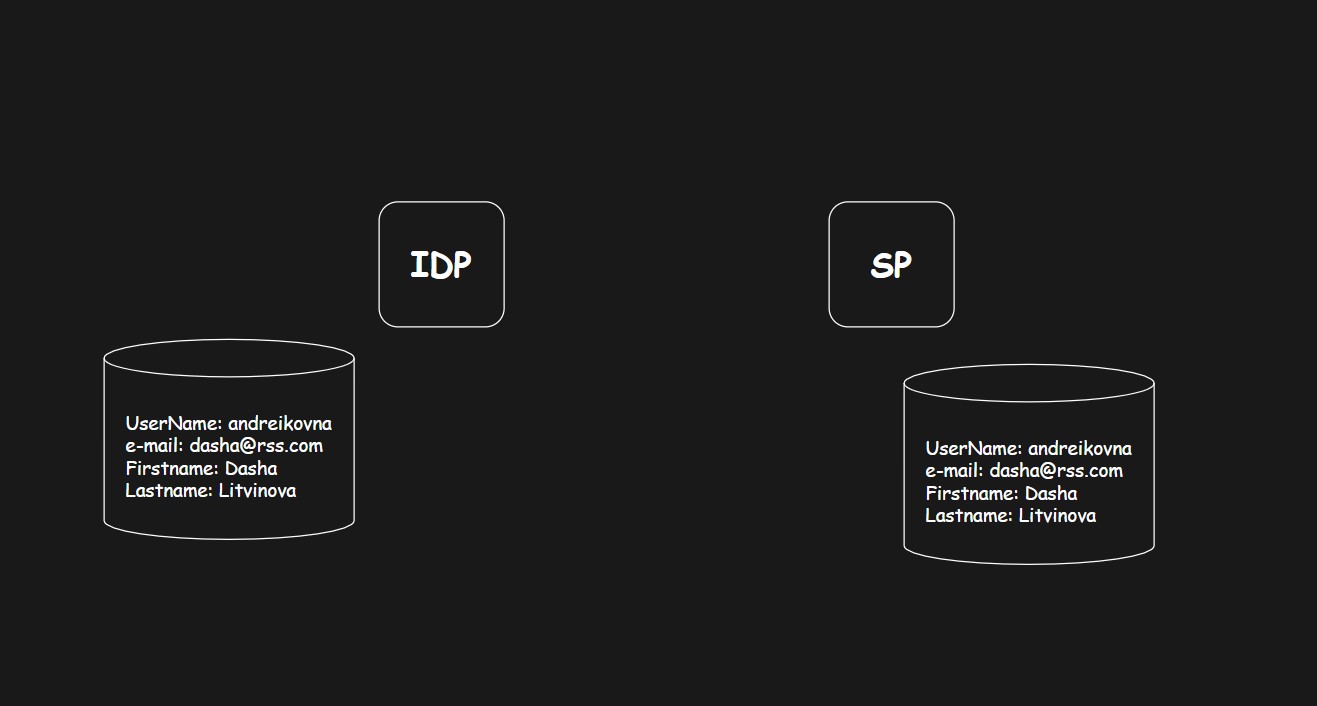 IDP
SP
UserName: andreikovna
e-mail: dasha@rss.com
Firstname: Dasha
Lastname: Litvinova
UserName: andreikovna
e-mail: dasha@rss.com
Firstname: Dasha
Lastname: Litvinova